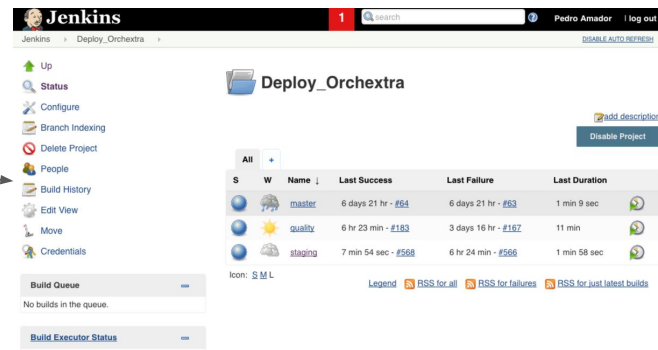 Jenkins
1
search
Pedro Amador
| log out
Jenkins
Deploy_Orchextra
DISABLE AUTO REFRESH
Up
Status
Configure
Branch Indexing
Delete Project
People
Build History
Edit View
Move
Credentials
Deploy_Orchextra
add description
Disable Project
All +
S W Name ↓ Last Success Last Failure Last Duration
master 6 days 21 hr - #64 6 days 21 hr - #63 1 min 9 sec
quality 6 hr 23 min - #183 3 days 16 hr - #167 11 min
staging 7 min 54 sec - #568 6 hr 24 min - #566 1 min 58 sec
Icon: S M L
Legend RSS for all RSS for failures RSS for just latest builds
Build Queue
No builds in the queue.
Build Executor Status